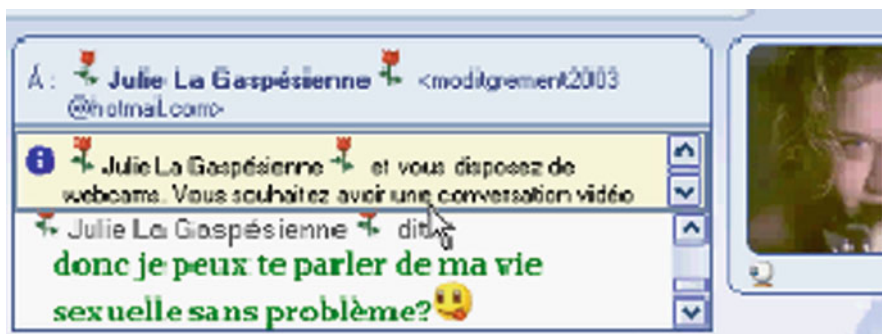 À : Julie La Gaspésienne <moditgrement2003
@hotmail.com>
Julie La Gaspésienne et vous disposez de
webcams. Vous souhaitez avoir une conversation vidéo
Julie La Gaspésienne dit :
donc je peux te parler de ma vie
sexuelle sans problème?